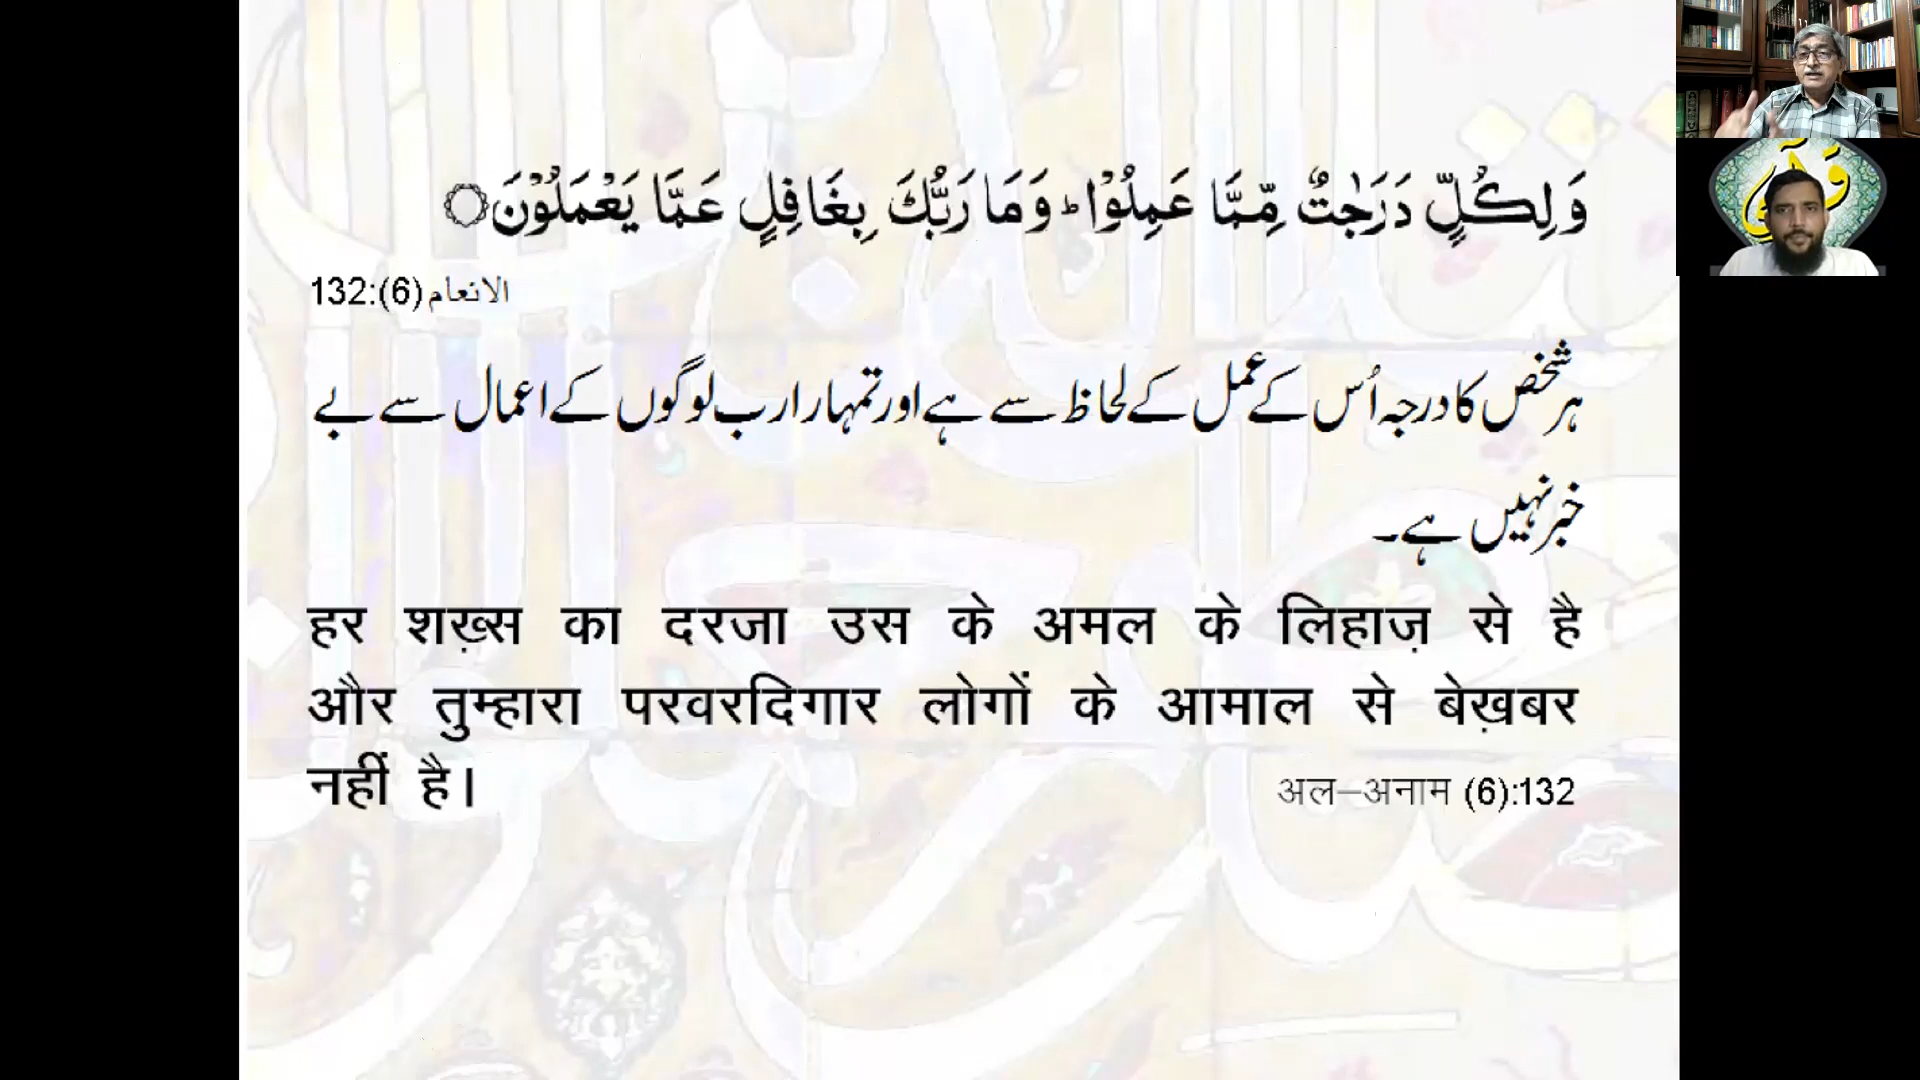 وَلِكُلٍّ دَرَجٰتٌ مِّمَّا عَمِلُوْا ؕ وَمَا رَبُّكَ بِغَافِلٍ عَمَّا يَعْمَلُوْنَ
الانعام (6):132
ہر شخص کا درجہ اُس کے عمل کے لحاظ سے ہے اور تمہارا رب لوگوں کے اعمال سے بے
خبر نہیں ہے۔
हर शख़्स का दरजा उस के अमल के लिहाज़ से है
और तुम्हारा परवरदिगार लोगों के आमाल से बेख़बर
नहीं है।
अल–अनाम (6):132